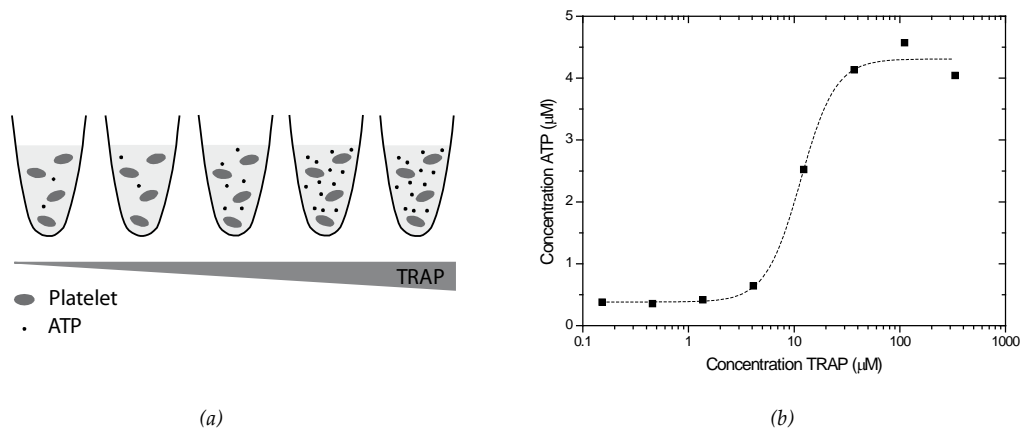 TRAP
Platelet
ATP
(a)
5
4
3
2
1
0
Concentration ATP (μM)
0.1 1 10 100 1000
Concentration TRAP (μM)
(b)